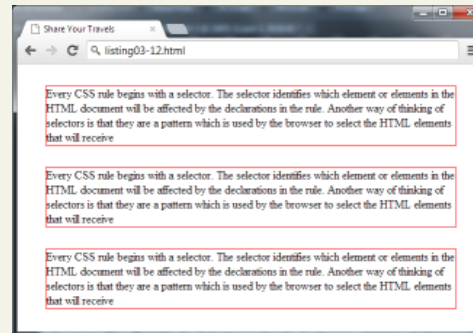 Share Your Travels
listing03-12.html
Every CSS rule begins with a selector. The selector identifies which element or elements in the
HTML document will be affected by the declarations in the rule. Another way of thinking of
selectors is that they are a pattern which is used by the browser to select the HTML elements
that will receive
Every CSS rule begins with a selector. The selector identifies which element or elements in the
HTML document will be affected by the declarations in the rule. Another way of thinking of
selectors is that they are a pattern which is used by the browser to select the HTML elements
that will receive
Every CSS rule begins with a selector. The selector identifies which element or elements in the
HTML document will be affected by the declarations in the rule. Another way of thinking of
selectors is that they are a pattern which is used by the browser to select the HTML elements
that will receive